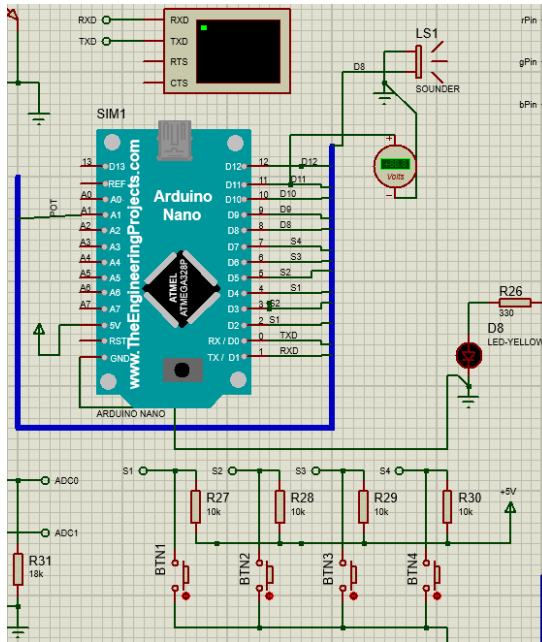 RXD
TXD
RXD
TXD
RTS
CTS
LS1
D8
SOUNDER
rPin
gPin
bPin
SIM1
Volts
www.TheEngineeringProjects.com
Arduino
Nano
ATMEL
ATMEGA328P
13 D13
REF
A0 A0
A1 A1
A2 A2
A3 A3
A4 A4
A5 A5
A6 A6
A7 A7
5V
RST
GND
POT
D12 12 D12
D11 11 D11
D10 10 D10
D9 9 D9
D8 8 D8
D7 7 S4
D6 6 S3
D5 5 S2
D4 4 S1
D3 3 S2
D2 2 S1
RX / D0 0 TXD
TX / D1 1 RXD
ARDUINO NANO
R26
330
D8
LED-YELLOW
S1 S2 S3 S4
ADC0
ADC1
R27
10k
R28
10k
R29
10k
R30
10k
+5V
R31
18k
BTN1
BTN2
BTN3
BTN4